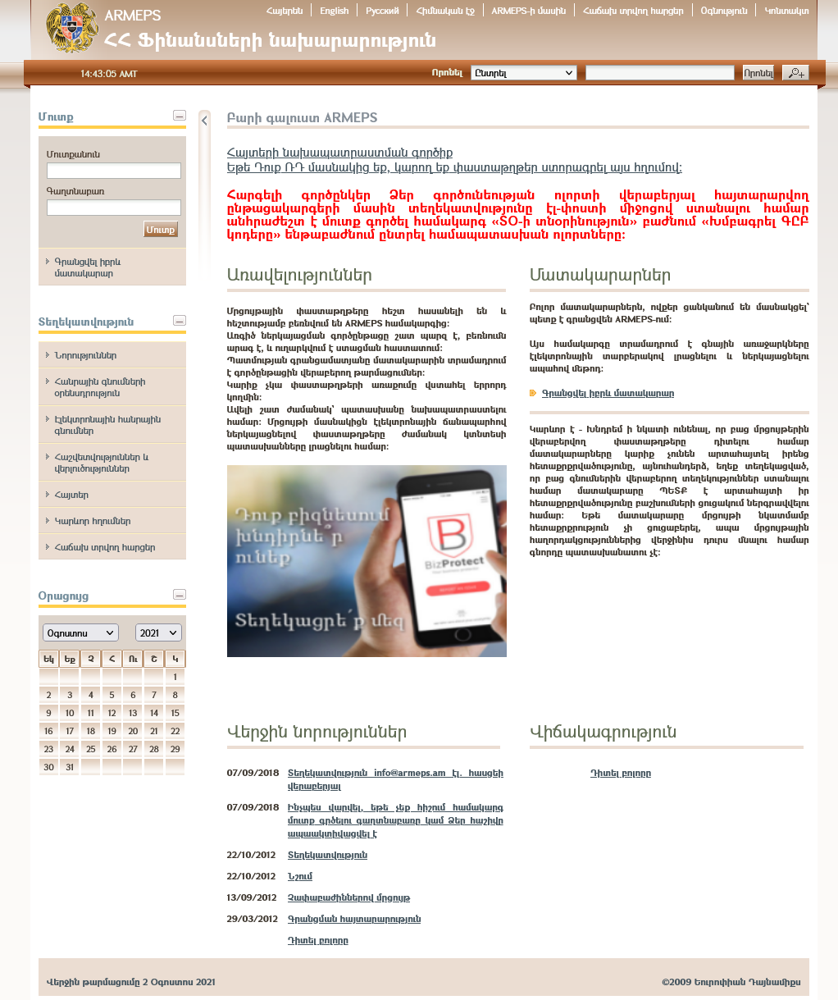 ARMEPS
Հայերեն English Русский Հիմնական էջ ARMEPS-ի մասին Հաճախ տրվող հարցեր Օգնություն Կոնտակտ
ՀՀ Ֆինանսների նախարարություն
14:43:05 AMT
Որոնել Ընտրել Որոնել
Մուտք
Մուտքանուն
Գաղտնաբառ
Մուտք
Գրանցվել իբրև
մատակարար
Տեղեկատվություն
Նորություններ
Հանրային գնումների
օրենսդրություն
Էլեկտրոնային հանրային
գնումներ
Հաշվետվություններ և
վերլուծություններ
Հայտեր
Կարևոր հղումներ
Հաճախ տրվող հարցեր
Օրացույց
Օգոստոս 2021
Եկ Եք Չ Հ Ու Շ Կ
1
2 3 4 5 6 7 8
9 10 11 12 13 14 15
16 17 18 19 20 21 22
23 24 25 26 27 28 29
30 31
Բարի գալուստ ARMEPS
Հայտերի նախապատրաստման գործիք
Եթե Դուք ՌԴ մասնակից եք, կարող եք փաստաթղթեր ստորագրել այս հղումով:
Հարգելի գործընկեր Ձեր գործունեության ոլորտի վերաբերյալ հայտարարվող
ընթացակարգերի մասին տեղեկատվությունը էլ-փոստի միջոցով ստանալու համար
անհրաժեշտ է մուտք գործել համակարգ «ՏՕ-ի տնօրինություն» բաժնում «Խմբագրել ԳԸԲ
կոդերը» ենթաբաժնում ընտրել համապատասխան ոլորտները:
Առավելություններ
Մրցութային փաստաթղթերը հեշտ հասանելի են և
հեշտությամբ բեռնվում են ARMEPS համակարգից:
Առգիծ ներկայացման գործընթացը շատ պարզ է, բեռնումն
արագ է, և ուղարկվում է ստացման հաստատում:
Պատմության գրանցամատյանը մատակարարին տրամադրում
է գործընթացին վերաբերող թարմացումներ:
Կարիք չկա փաստաթղթերի առաքումը վստահել երրորդ
կողմին:
Ավելի շատ ժամանակ՝ պատասխանը նախապատրաստելու
համար: Մրցույթի մասնակիցն էլեկտրոնային ճանապարհով
ներկայացնելով փաստաթղթերը ժամանակ կտնտեսի
պատասխանները լրացնելու համար:
Դուք բիզնեսում
խնդիրնե՞ր
ունեք
BizProtect
Տեղեկացրե՛ք մեզ
Մատակարարներ
Բոլոր մատակարարներն, ովքեր ցանկանում են մասնակցել՝
պետք է գրանցվեն ARMEPS-ում:
Այս համակարգը տրամադրում է գնային առաջարկները
էլեկտրոնային տարբերակով լրացնելու և ներկայացնելու
ապահով մեթոդ:
Գրանցվել իբրև մատակարար
Կարևոր է - Խնդրեմ ի նկատի ունենալ, որ բաց մրցույթերին
վերաբերվող փաստաթղթերը դիտելու համար
մատակարարները կարիք չունեն արտահայտել իրենց
հետաքրքրվածությունը, այնուհանդերձ, եղեք տեղեկացված,
որ բաց գնումներին վերաբերող տեղեկություններ ստանալու
համար մատակարարը ՊԵՏՔ է արտահայտի իր
հետաքրքրվածությունը բաշխումների ցուցակում ներգրավվելու
համար: Եթե մատակարարը մրցույթի նկատմամբ
հետաքրքրություն չի ցուցաբերել, ապա մրցույթային
հաղորդակցություններից վերջինիս դուրս մնալու համար
գնորդը պատասխանատու չէ:
Վերջին նորություններ
07/09/2018 Տեղեկատվություն info@armeps.am էլ. հասցեի
վերաբերյալ
07/09/2018 Ինչպես վարվել, եթե չեք հիշում համակարգ
մուտք գրծելու գաղտնաբառը կամ Ձեր հաշիվը
ապաակտիվացվել է
22/10/2012 Տեղեկատվություն
22/10/2012 Նշում
13/09/2012 Չափաբաժիններով մրցույթ
29/03/2012 Գրանցման հայտարարություն
Դիտել բոլորը
Վիճակագրություն
Դիտել բոլորը
Վերջին թարմացումը 2 Օգոստոս 2021 ©2009 Եուրոփիան Դայնամիքս